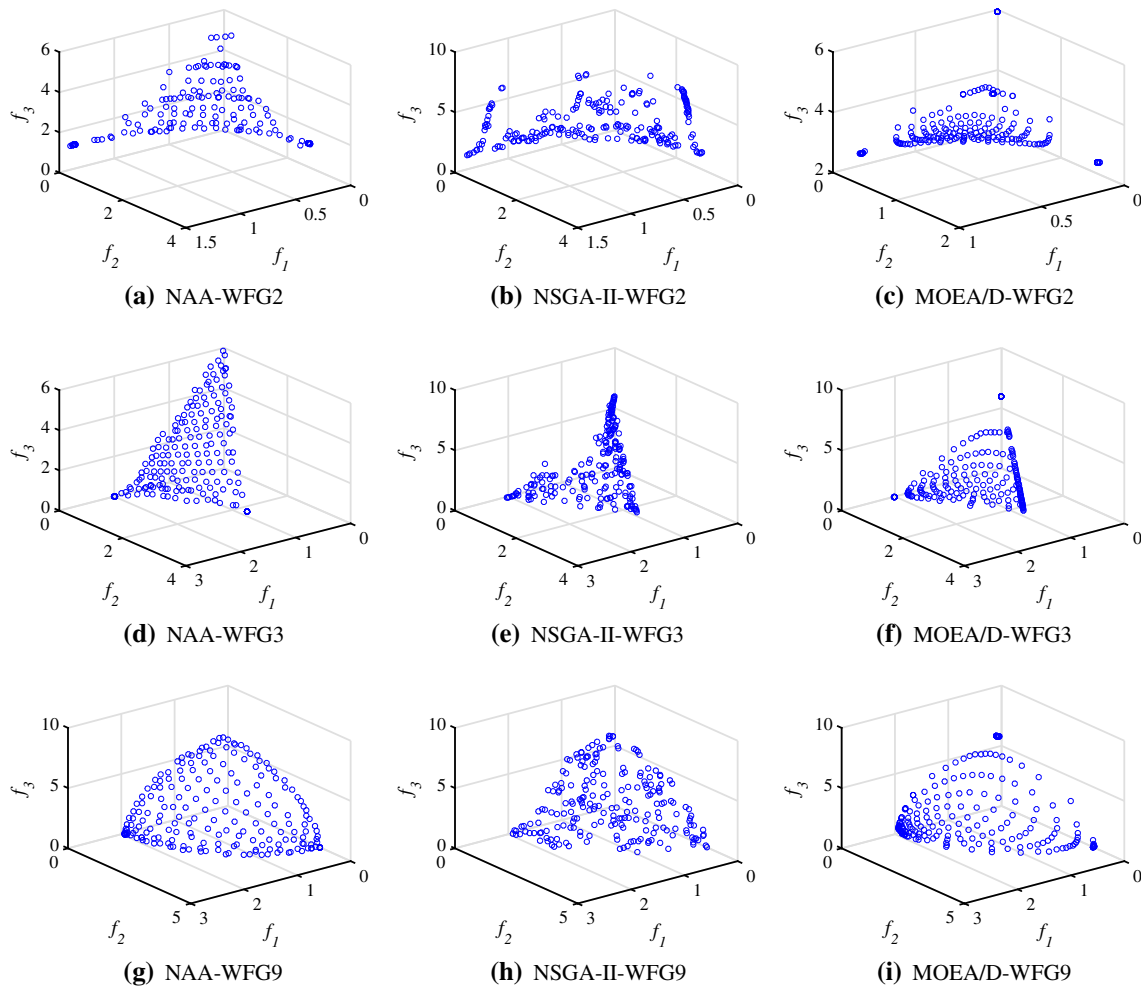 6
4
2
0
0
2
4
1.5
1
0.5
0
f3
f2
f1
(a) NAA-WFG2
10
5
0
0
2
4
1.5
1
0.5
0
f3
f2
f1
(b) NSGA-II-WFG2
6
4
2
0
1
2
1
0.5
0
f3
f2
f1
(c) MOEA/D-WFG2
6
4
2
0
0
2
4
3
2
1
0
f3
f2
f1
(d) NAA-WFG3
10
5
0
0
2
4
3
2
1
0
f3
f2
f1
(e) NSGA-II-WFG3
10
5
0
0
2
4
3
2
1
0
f3
f2
f1
(f) MOEA/D-WFG3
10
5
0
0
5
3
2
1
0
f3
f2
f1
(g) NAA-WFG9
10
5
0
0
5
3
2
1
0
f3
f2
f1
(h) NSGA-II-WFG9
10
5
0
0
5
3
2
1
0
f3
f2
f1
(i) MOEA/D-WFG9